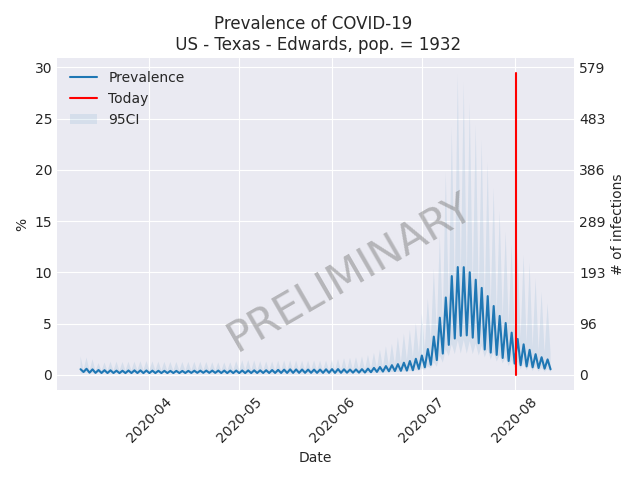 Prevalence of COVID-19
US - Texas - Edwards, pop. = 1932
Prevalence
Today
95CI
PRELIMINARY
%
30
25
20
15
10
5
0
579
483
386
289
193
96
0
# of infections
2020-04
2020-05
2020-06
2020-07
2020-08
Date